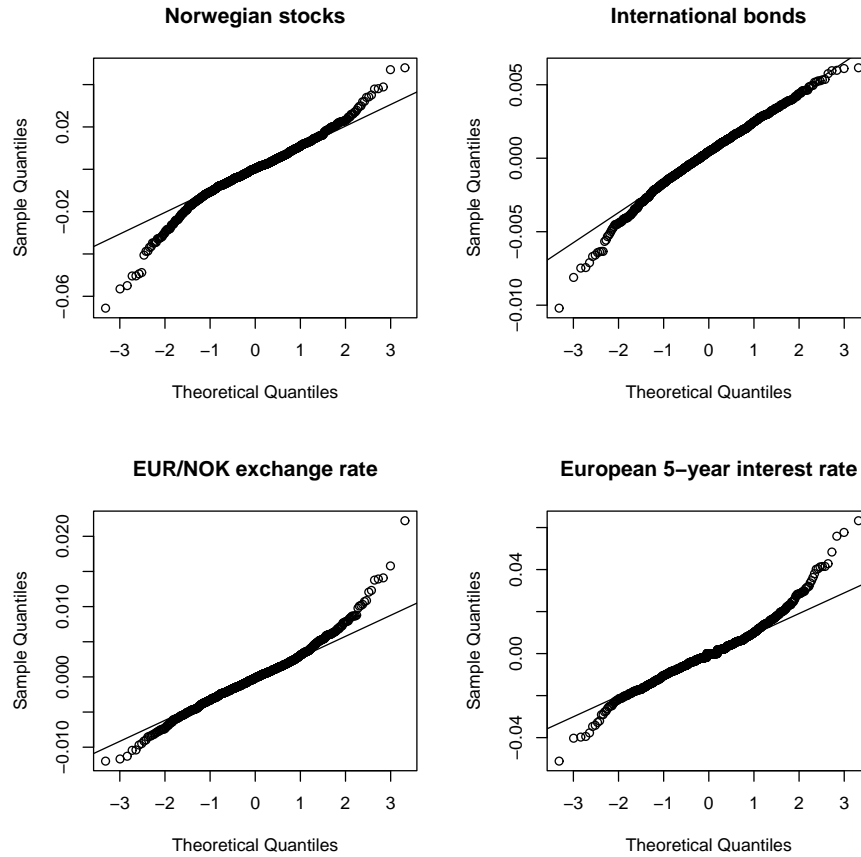 Norwegian stocks
Sample Quantiles
0.02
−0.02
−0.06
−3 −2 −1 0 1 2 3
Theoretical Quantiles
International bonds
Sample Quantiles
0.005
0.000
−0.005
−0.010
−3 −2 −1 0 1 2 3
Theoretical Quantiles
EUR/NOK exchange rate
Sample Quantiles
0.020
0.010
0.000
−0.010
−3 −2 −1 0 1 2 3
Theoretical Quantiles
European 5−year interest rate
Sample Quantiles
0.04
0.00
−0.04
−3 −2 −1 0 1 2 3
Theoretical Quantiles